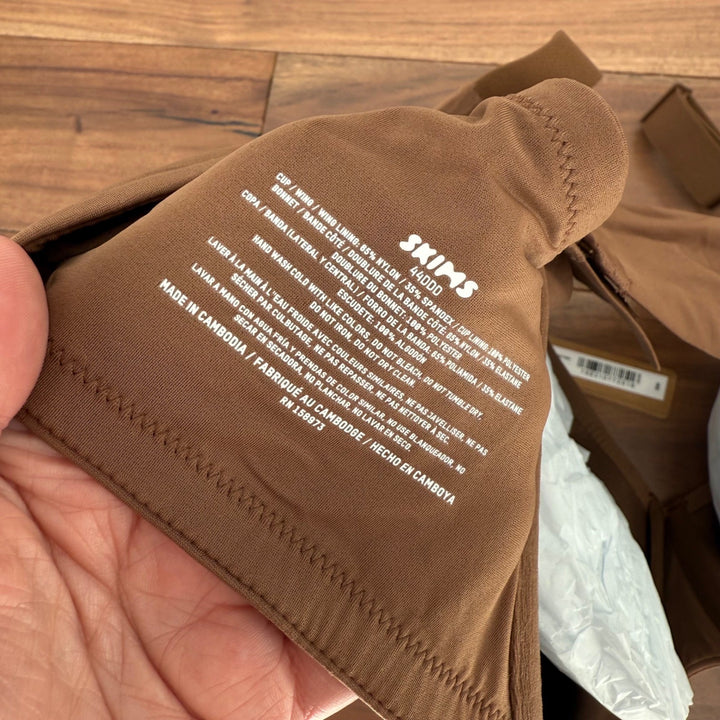 SKIMS
44DDD
CUP / WING / WING LINING: 65% NYLON / 35% SPANDEX / CUP LINING: 100% POLYESTER
BONNET / BANDE CÔTÉ / DOUBLURE DE LA BANDE CÔTÉ: 65% NYLON / 35% ÉLASTANE
DOUBLURE DU BONNET: 100% POLYESTER
COPA / BANDA (LATERAL Y CENTRAL) / FORRO DE LA BANDA: 65% POLIAMIDA / 35% ELASTANE
ESCUDETE: 100% ALGODÓN
HAND WASH COLD WITH LIKE COLORS, DO NOT BLEACH. DO NOT TUMBLE DRY.
DO NOT IRON. DO NOT DRY CLEAN.
LAVER À LA MAIN À L'EAU FROIDE AVEC COULEURS SIMILAIRES. NE PAS JAVELLISER. NE PAS
SÉCHER PAR CULBUTAGE. NE PAS REPASSER. NE PAS NETTOYER À SEC.
LAVAR A MANO CON AGUA FRÍA Y PRENDAS DE COLOR SIMILAR, NO USE BLANQUEADOR, NO
SECAR EN SECADORA, NO PLANCHAR, NO LAVAR EN SECO.
MADE IN CAMBODIA / FABRIQUÉ AU CAMBODGE / HECHO EN CAMBOYA
RN 158973